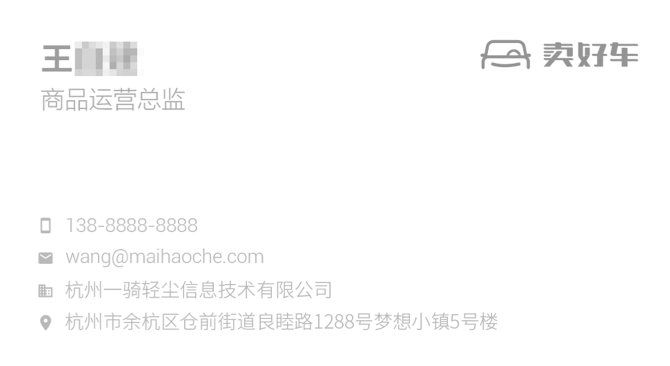 王
卖好车
商品运营总监
138-8888-8888
wang@maihaoche.com
杭州一骑轻尘信息技术有限公司
杭州市余杭区仓前街道良睦路1288号梦想小镇5号楼